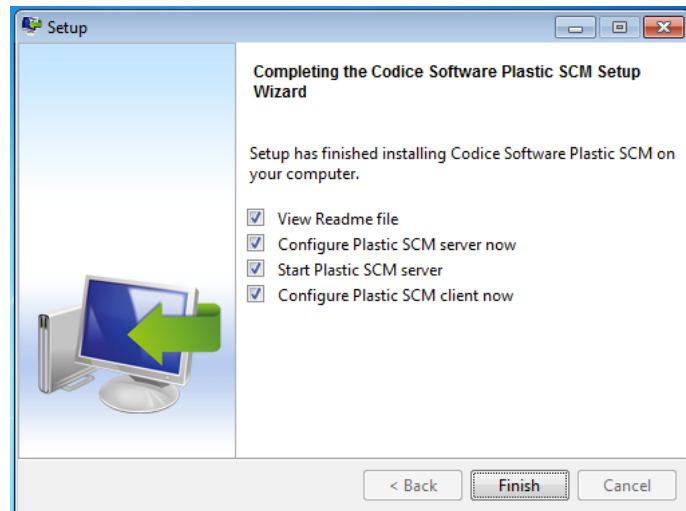 Setup
Completing the Codice Software Plastic SCM Setup
Wizard
Setup has finished installing Codice Software Plastic SCM on
your computer.
View Readme file
Configure Plastic SCM server now
Start Plastic SCM server
Configure Plastic SCM client now
< Back
Finish
Cancel